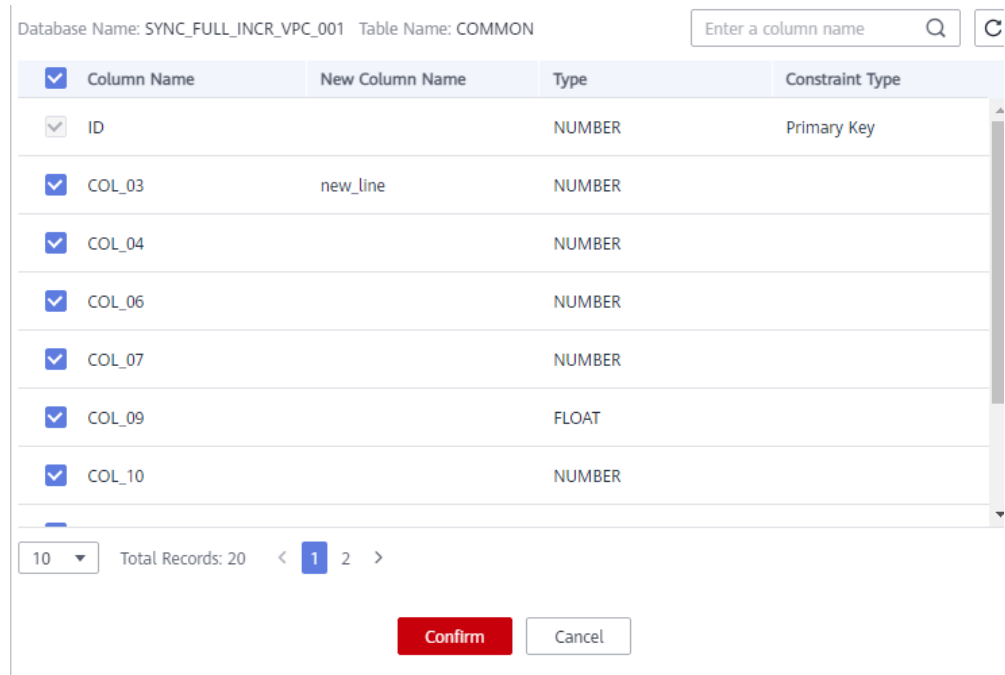 Database Name: SYNC_FULL_INCR_VPC_001 Table Name: COMMON Enter a column name
Column Name New Column Name Type Constraint Type
ID NUMBER Primary Key
COL_03 new_line NUMBER
COL_04 NUMBER
COL_06 NUMBER
COL_07 NUMBER
COL_09 FLOAT
COL_10 NUMBER
10 Total Records: 20 < 1 2 >
Confirm Cancel